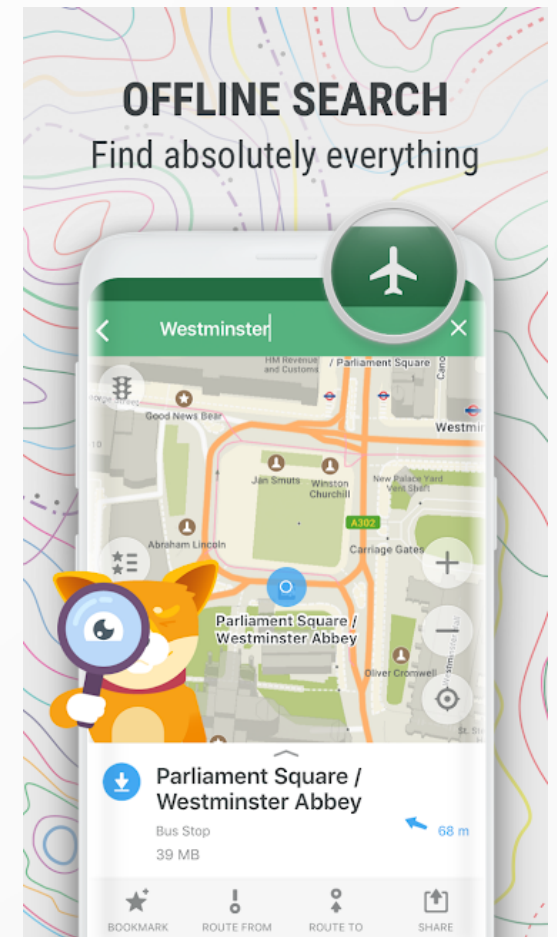 OFFLINE SEARCH
Find absolutely everything
Westminster
HM Revenue
and Customs
/ Parliament Square
Good News Bear
Westmin
Jan Smuts
Winston
Churchill
New Palace Yard
Vent Shaft
A302
Abraham Lincoln
Carriage Gates
Parliament Square /
Westminster Abbey
Oliver Cromwell
Parliament Square /
Westminster Abbey
Bus Stop
68 m
39 MB
BOOKMARK
ROUTE FROM
ROUTE TO
SHARE